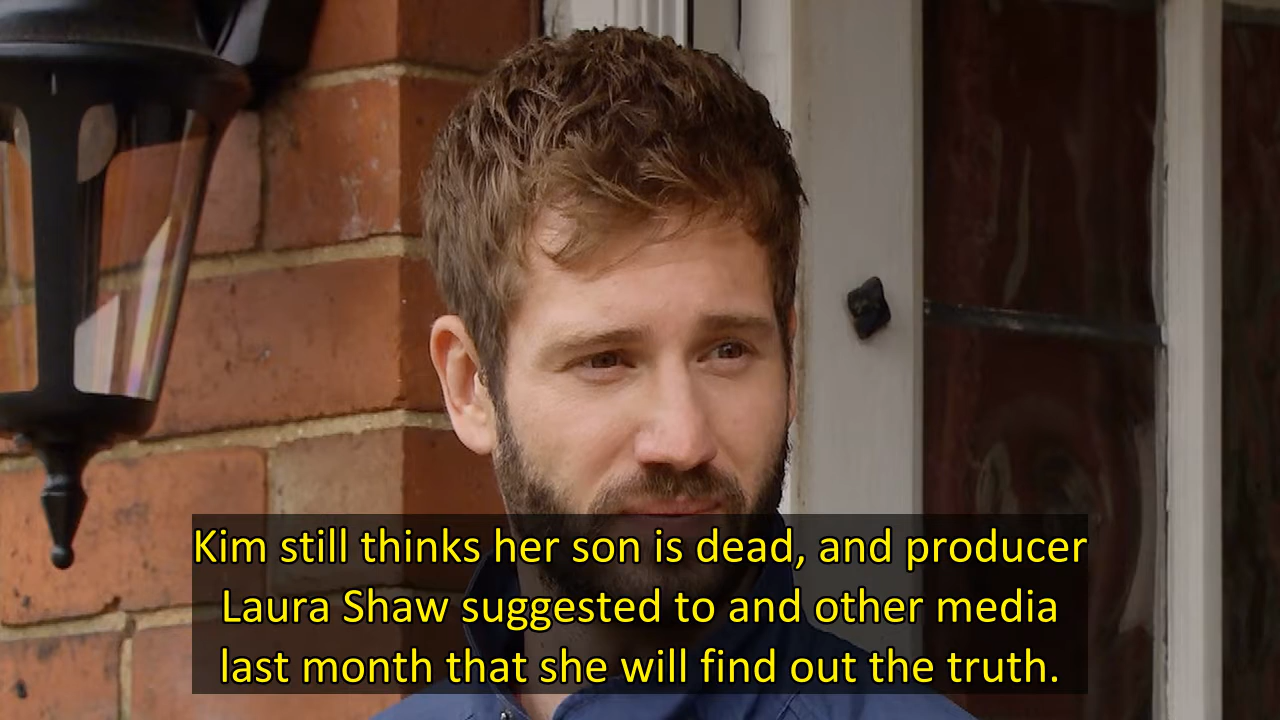 Kim still thinks her son is dead, and producer
Laura Shaw suggested to and other media
last month that she will find out the truth.